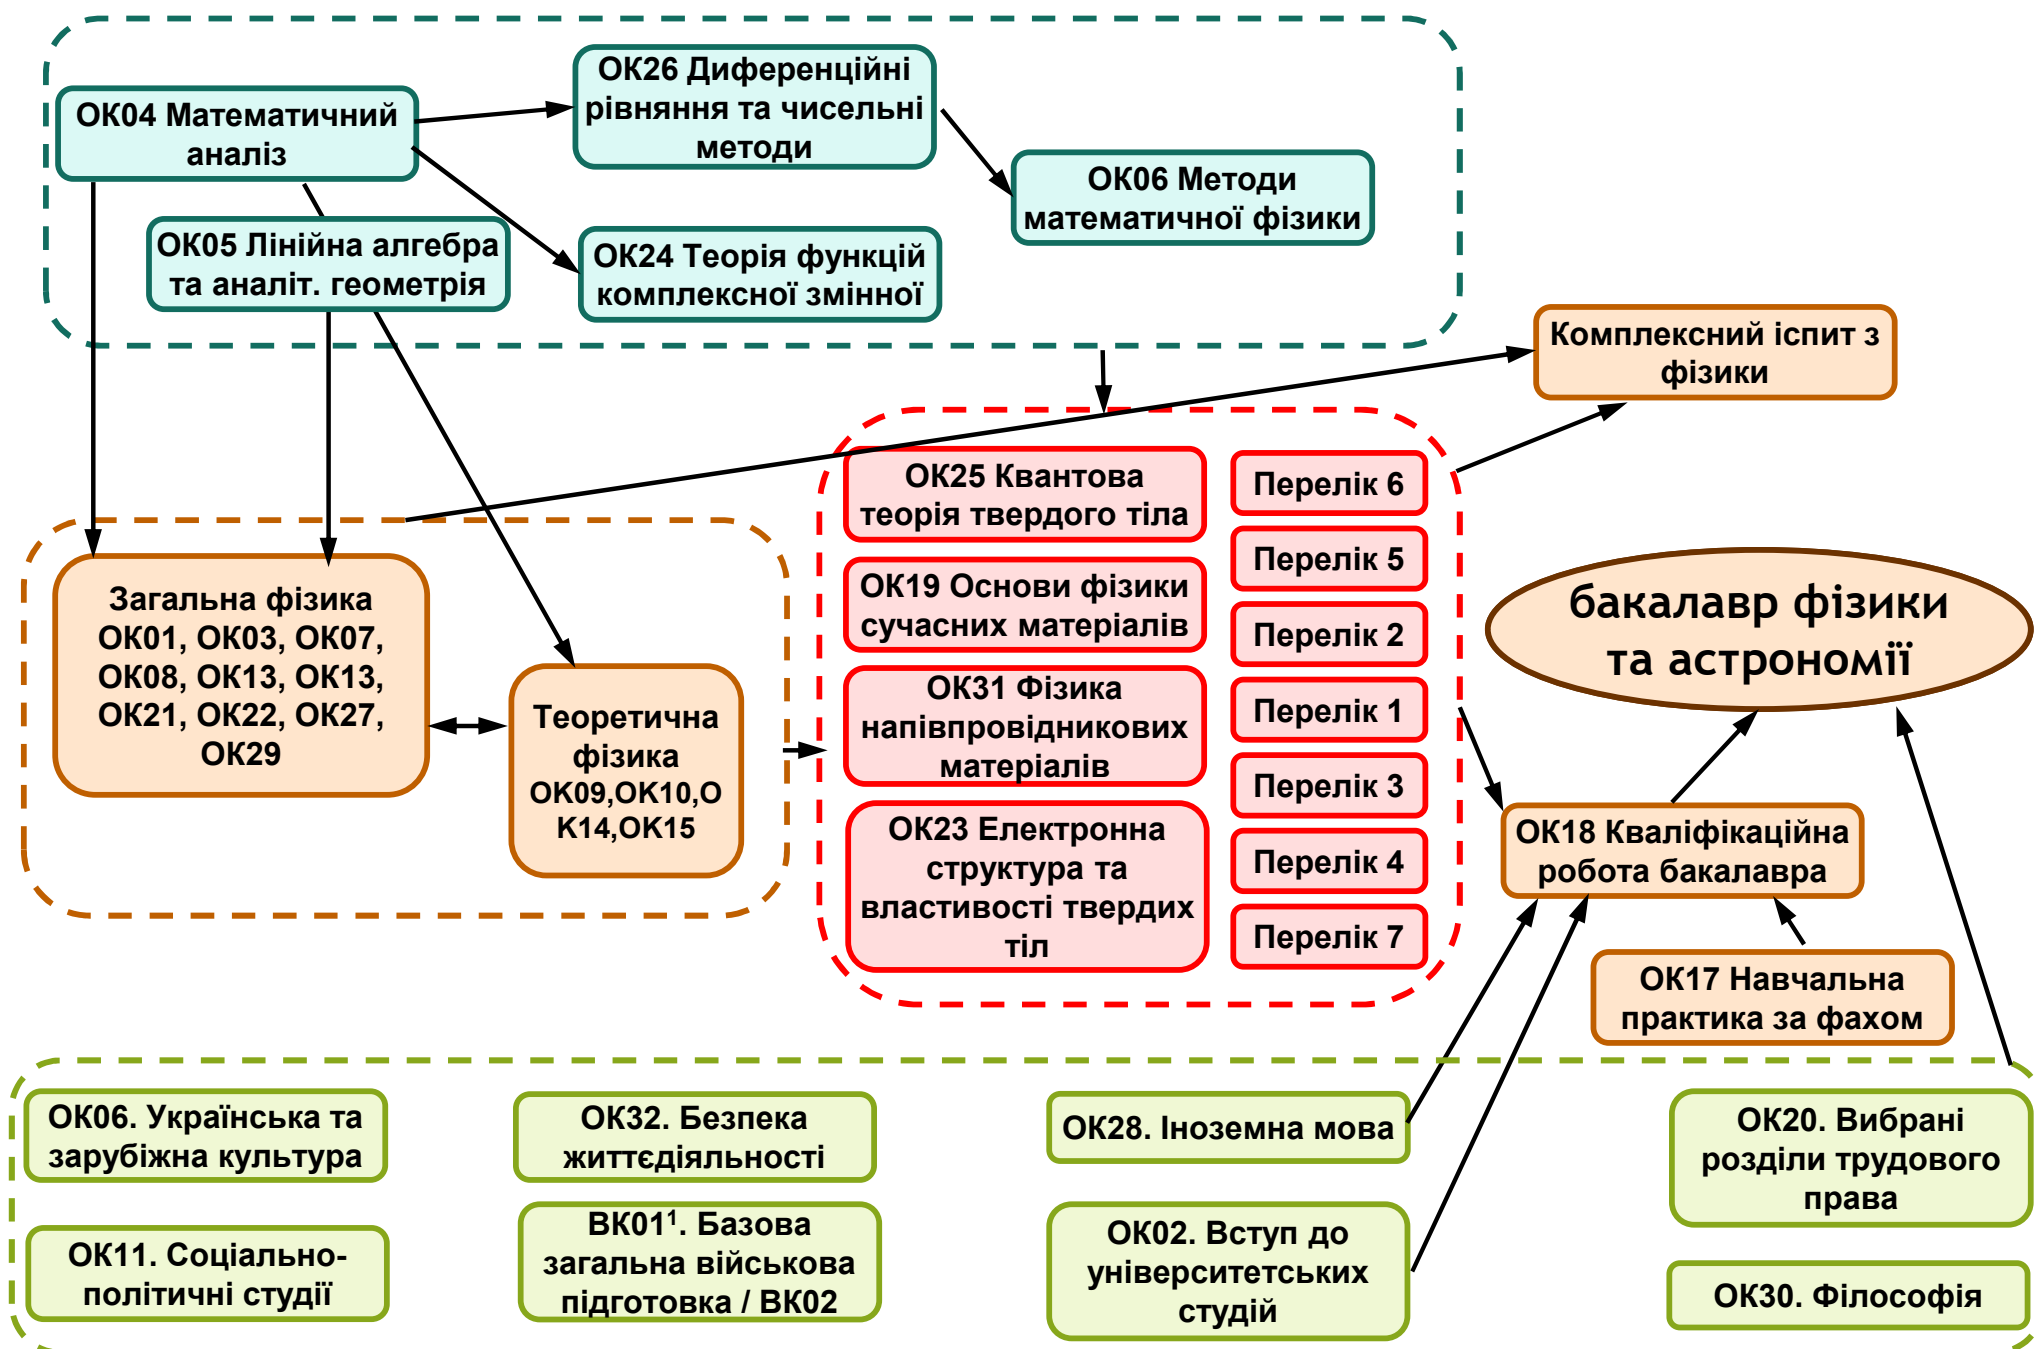 ОК04 Математичний
аналіз
ОК26 Диференційні
рівняння та чисельні
методи
ОК06 Методи
математичної фізики
ОК05 Лінійна алгебра
та аналіт. геометрія
ОК24 Теорія функцій
комплексної змінної
Комплексний іспит з
фізики
Загальна фізика
ОК01, ОК03, ОК07,
ОК08, ОК13, ОК13,
ОК21, ОК22, ОК27,
ОК29
Теоретична
фізика
ОК09,ОК10,О
К14,ОК15
ОК25 Квантова
теорія твердого тіла
ОК19 Основи фізики
сучасних матеріалів
ОК31 Фізика
напівпровідникових
матеріалів
ОК23 Електронна
структура та
властивості твердих
тіл
Перелік 6
Перелік 5
Перелік 2
Перелік 1
Перелік 3
Перелік 4
Перелік 7
бакалавр фізики
та астрономії
ОК18 Кваліфікаційна
робота бакалавра
ОК17 Навчальна
практика за фахом
ОК06. Українська та
зарубіжна культура
ОК32. Безпека
життєдіяльності
ОК28. Іноземна мова
ОК20. Вибрані
розділи трудового
права
ОК11. Соціально-
політичні студії
ВК01¹. Базова
загальна військова
підготовка / ВК02
ОК02. Вступ до
університетських
студій
ОК30. Філософія